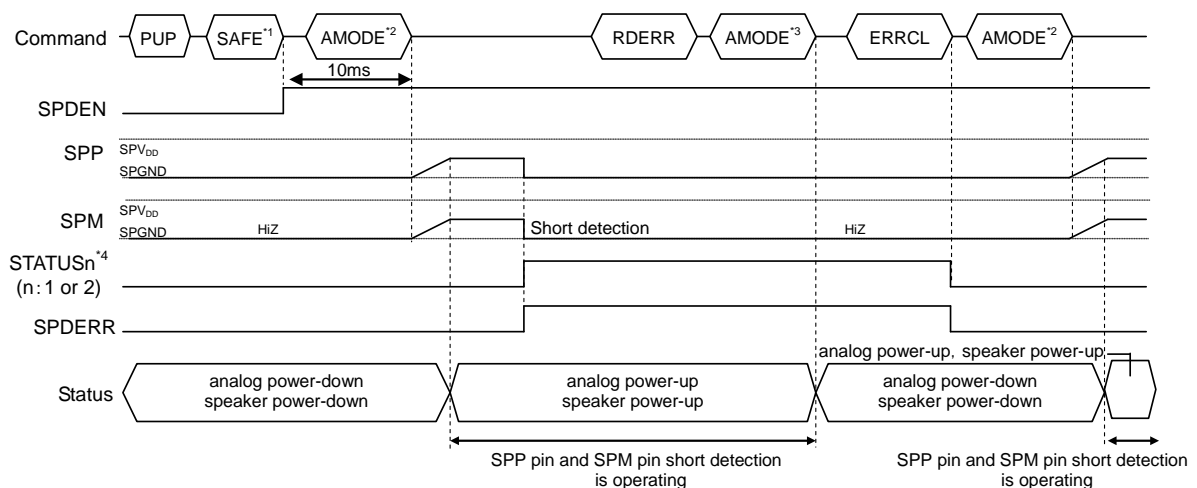 Command PUP SAFE*1 AMODE*2 RDERR AMODE*3 ERRCL AMODE*2
10ms
SPDEN
SPP SPVDD
SPGND
SPM SPVDD
SPGND HiZ Short detection HiZ
STATUSn*4
(n:1 or 2)
SPDERR
analog power-up, speaker power-up
Status analog power-down analog power-up analog power-down
speaker power-down speaker power-up speaker power-down
SPP pin and SPM pin short detection SPP pin and SPM pin short detection
is operating is operating